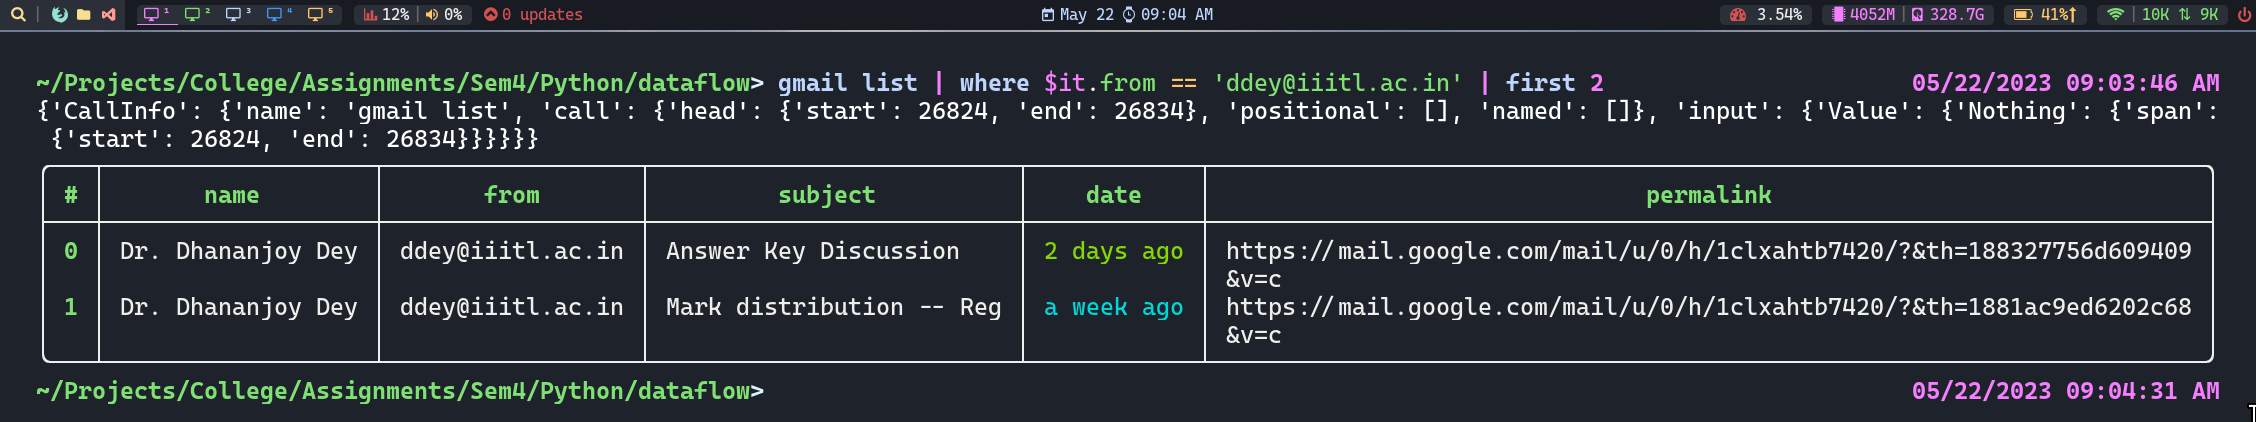 1 2 3 4 5 12% 0% 0 updates May 22 09:04 AM 3.54% 4052M 328.7G 41% 10K 9K
~/Projects/College/Assignments/Sem4/Python/dataflow> gmail list | where $it.from == 'ddey@iiitl.ac.in' | first 2 05/22/2023 09:03:46 AM
{'CallInfo': {'name': 'gmail list', 'call': {'head': {'start': 26824, 'end': 26834}, 'positional': [], 'named': []}, 'input': {'Value': {'Nothing': {'span':
{'start': 26824, 'end': 26834}}}}}}
# name from subject date permalink
0 Dr. Dhananjoy Dey ddey@iiitl.ac.in Answer Key Discussion 2 days ago https://mail.google.com/mail/u/0/h/1clxahtb7420/?&th=188327756d609409
&v=c
1 Dr. Dhananjoy Dey ddey@iiitl.ac.in Mark distribution -- Reg a week ago https://mail.google.com/mail/u/0/h/1clxahtb7420/?&th=1881ac9ed6202c68
&v=c
~/Projects/College/Assignments/Sem4/Python/dataflow> 05/22/2023 09:04:31 AM